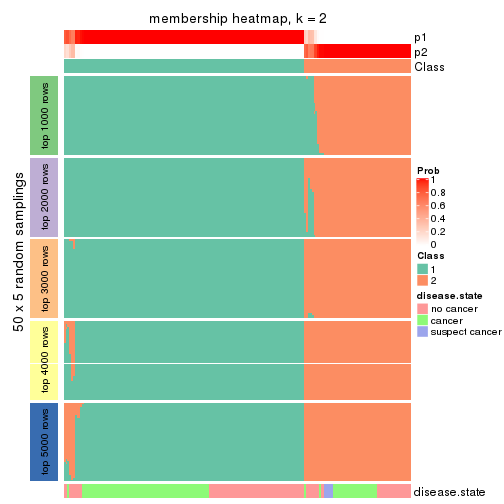 membership heatmap, k = 2
p1
p2
Class
50 x 5 random samplings
top 1000 rows
top 2000 rows
top 3000 rows
top 4000 rows
top 5000 rows
disease.state
Prob
1
0.8
0.6
0.4
0.2
0
Class
1
2
disease.state
no cancer
cancer
suspect cancer